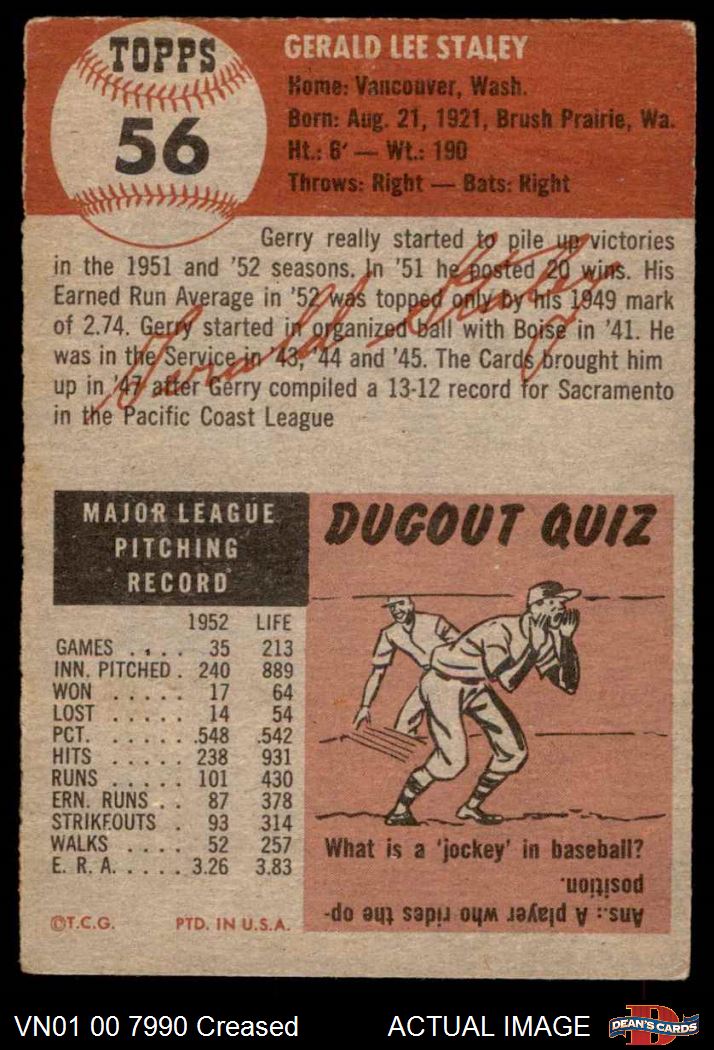 TOPPS
56
GERALD LEE STALEY
Home: Vancouver, Wash.
Born: Aug. 21, 1921, Brush Prairie, Wa.
Ht.: 6' — Wt.: 190
Throws: Right — Bats: Right
Gerry really started to pile up victories
in the 1951 and '52 seasons. In '51 he posted 20 wins. His
Earned Run Average in '52 was topped only by his 1949 mark
of 2.74. Gerry started in organized ball with Boise in '41. He
was in the Service in '43, '44 and '45. The Cards brought him
up in '47 after Gerry compiled a 13-12 record for Sacramento
in the Pacific Coast League
Gerald Staley
MAJOR LEAGUE
PITCHING
RECORD
1952 LIFE
GAMES .... 35 213
INN. PITCHED . 240 889
WON ..... 17 64
LOST ..... 14 54
PCT. ...... .548 .542
HITS ..... 238 931
RUNS ..... 101 430
ERN. RUNS .. 87 378
STRIKEOUTS . 93 314
WALKS .... 52 257
E. R. A. ..... 3.26 3.83
©T.C.G. PTD. IN U.S.A.
DUGOUT QUIZ
What is a 'jockey' in baseball?
Ans.: A player who rides the op-
position.
VN01 00 7990 Creased ACTUAL IMAGE
D
DEAN'S CARDS